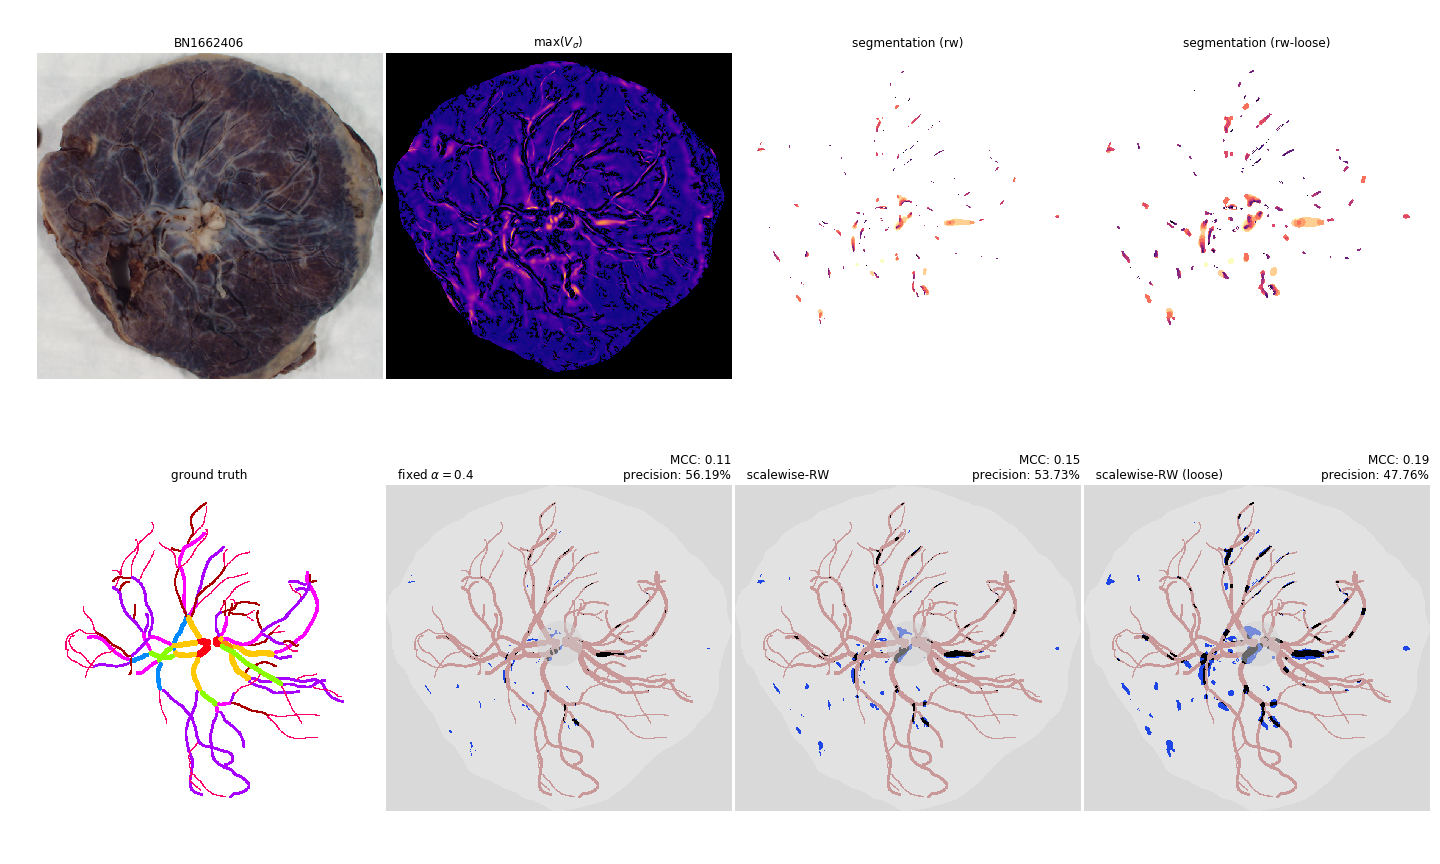 BN1662406
max(V_σ)
segmentation (rw)
segmentation (rw-loose)
ground truth
fixed α = 0.4
MCC: 0.11
precision: 56.19%
scalewise-RW
MCC: 0.15
precision: 53.73%
scalewise-RW (loose)
MCC: 0.19
precision: 47.76%